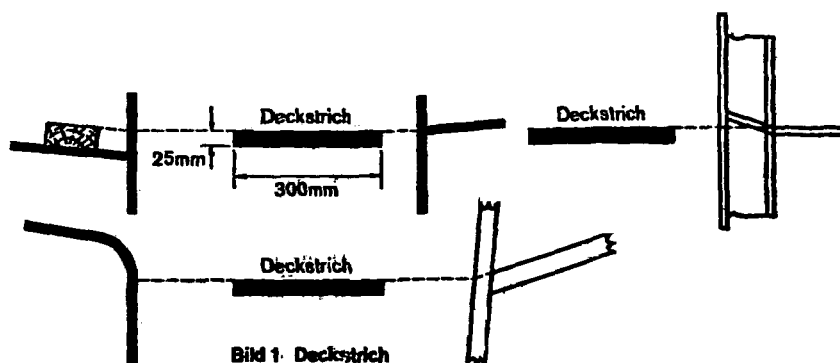 Deckstrich
Deckstrich
25mm
300mm
Deckstrich
Bild 1 Deckstrich